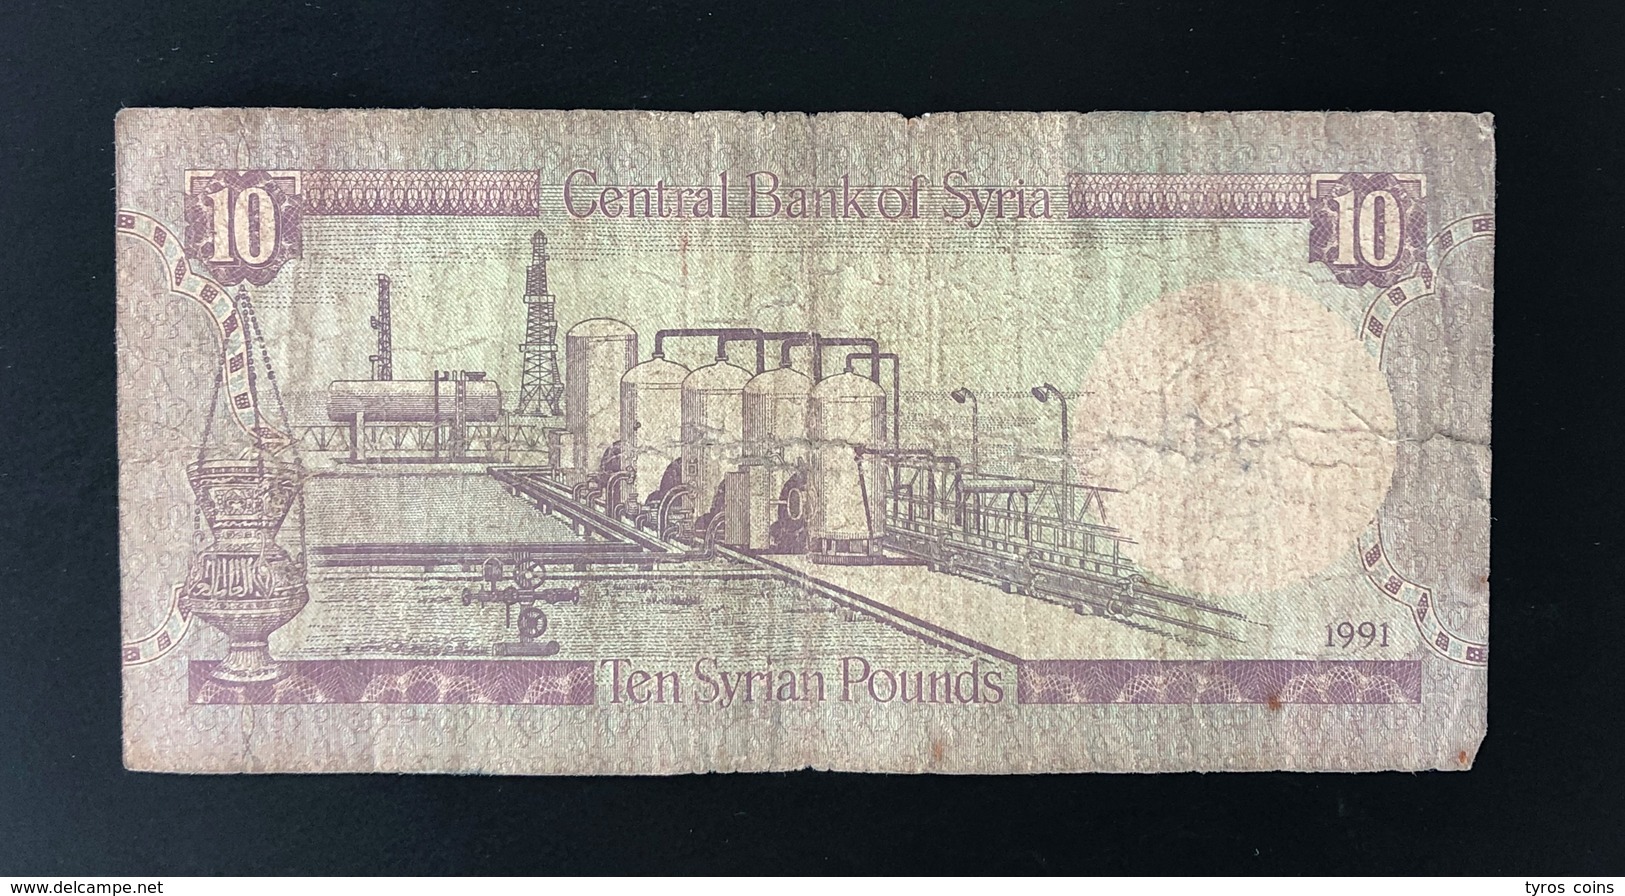 Central Bank of Syria
10 10
1991
Ten Syrian Pounds
www.delcampe.net
tyros coins